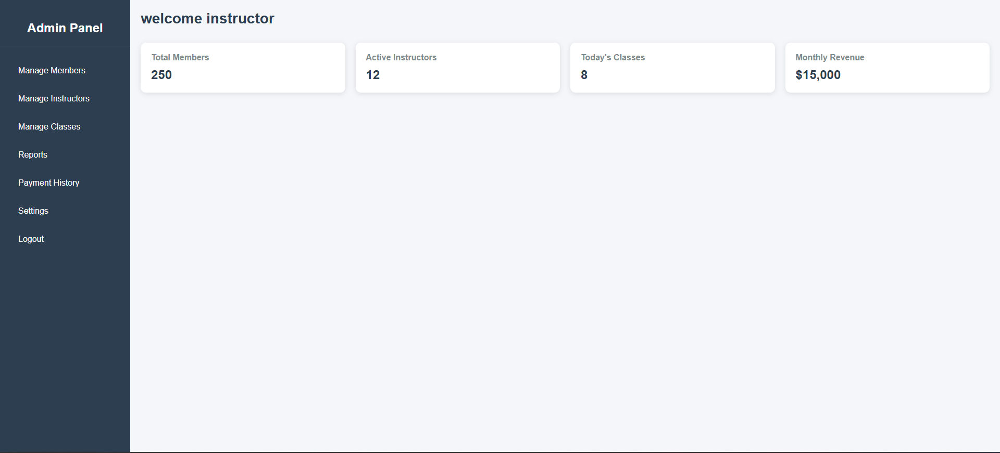 Admin Panel
Manage Members
Manage Instructors
Manage Classes
Reports
Payment History
Settings
Logout
welcome instructor
Total Members
250
Active Instructors
12
Today's Classes
8
Monthly Revenue
$15,000